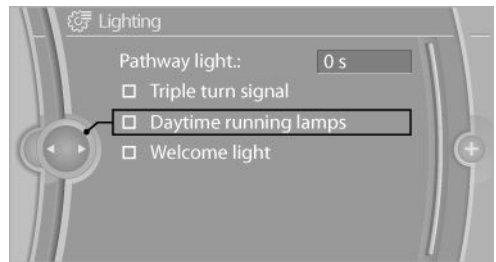 Lighting
Pathway light.: 0 s
Triple turn signal
Daytime running lamps
Welcome light